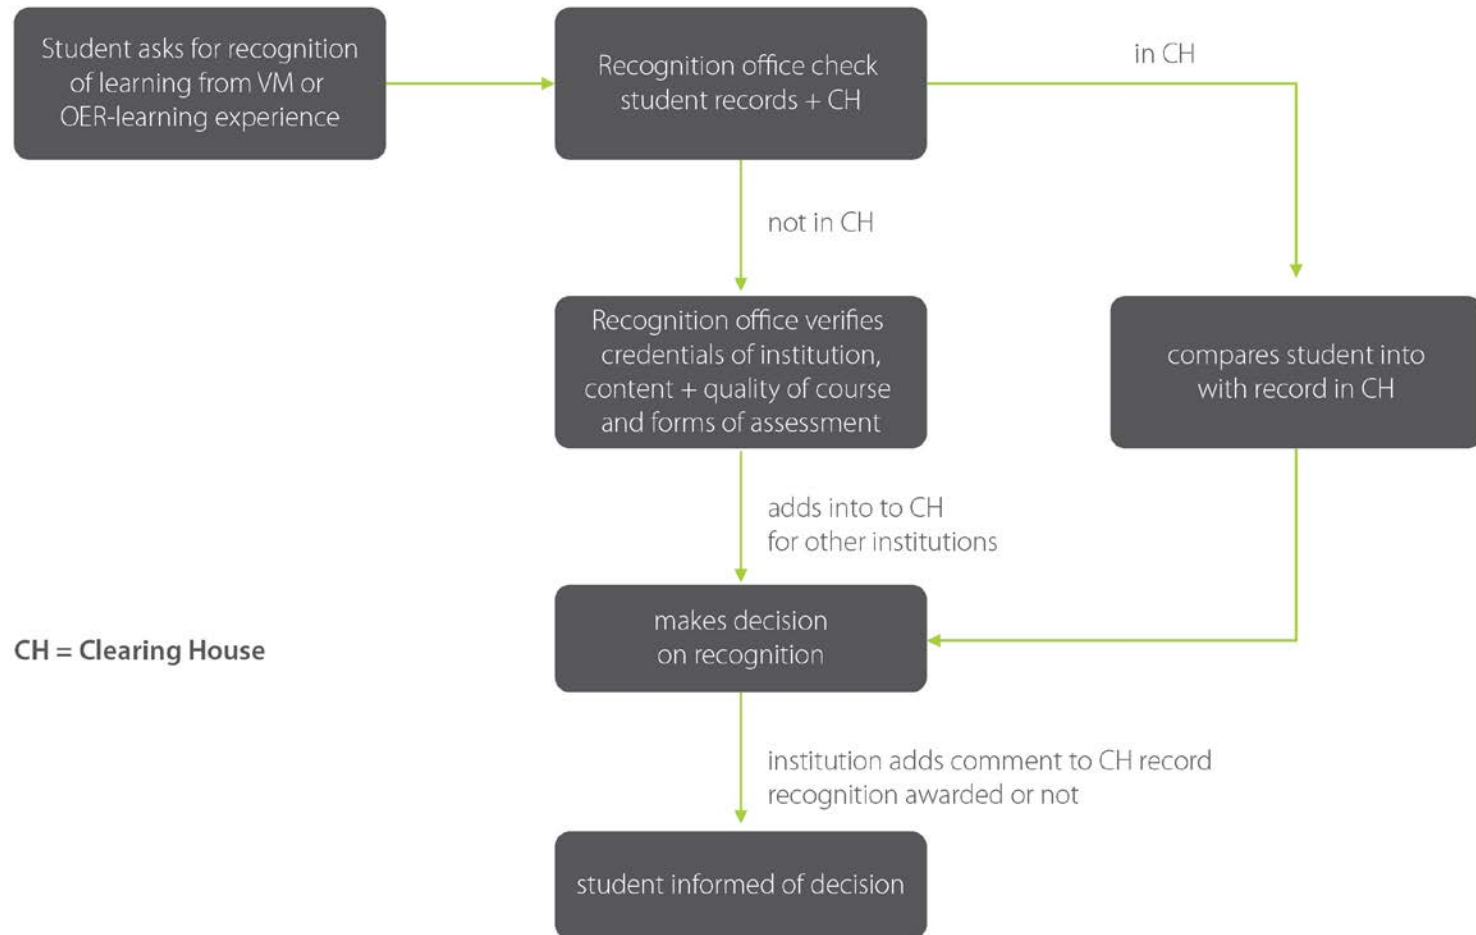 Student asks for recognition
of learning from VM or
OER-learning experience
Recognition office check
student records + CH
in CH
not in CH
Recognition office verifies
credentials of institution,
content + quality of course
and forms of assessment
compares student into
with record in CH
adds into to CH
for other institutions
makes decision
on recognition
CH = Clearing House
institution adds comment to CH record
recognition awarded or not
student informed of decision